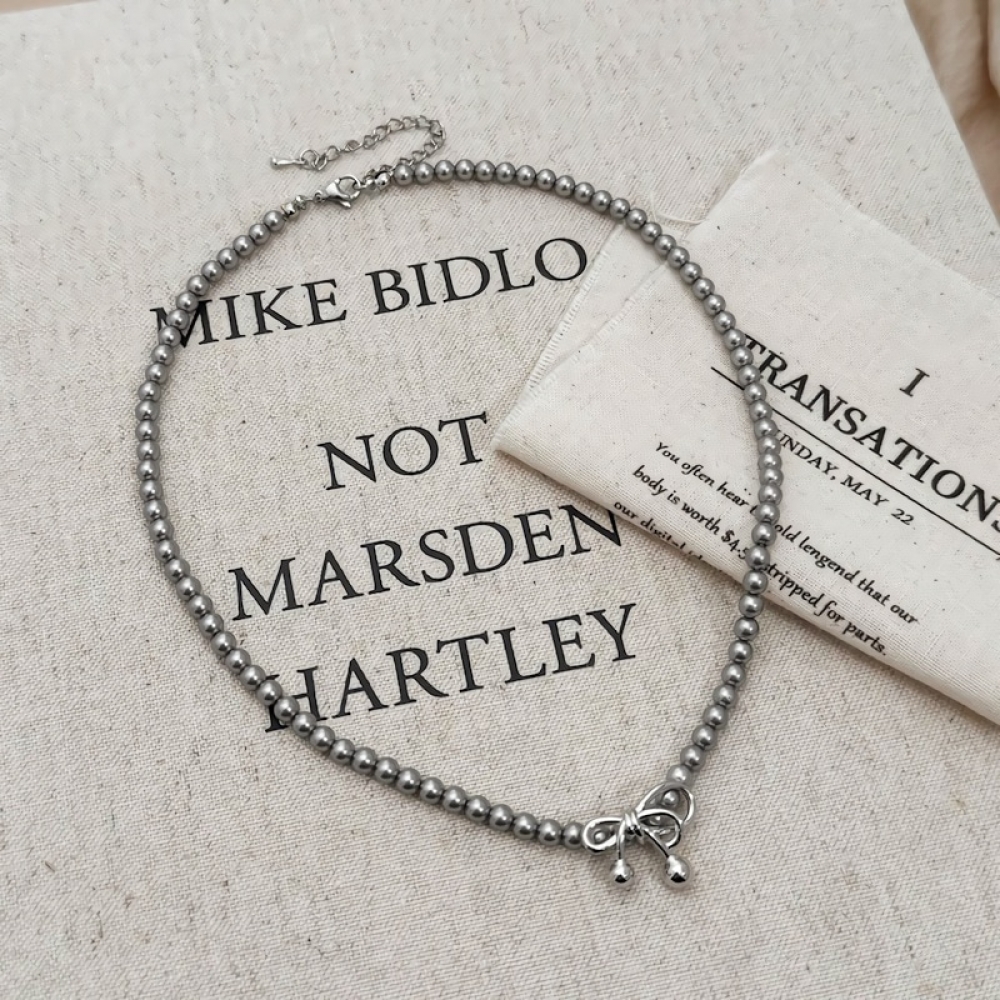 MIKE BIDLO
NOT
MARSDEN
HARTLEY
I
TRANSATIONS
SUNDAY, MAY 22
You often hear old lengend that our
body is worth $4.5 stripped for parts.
our